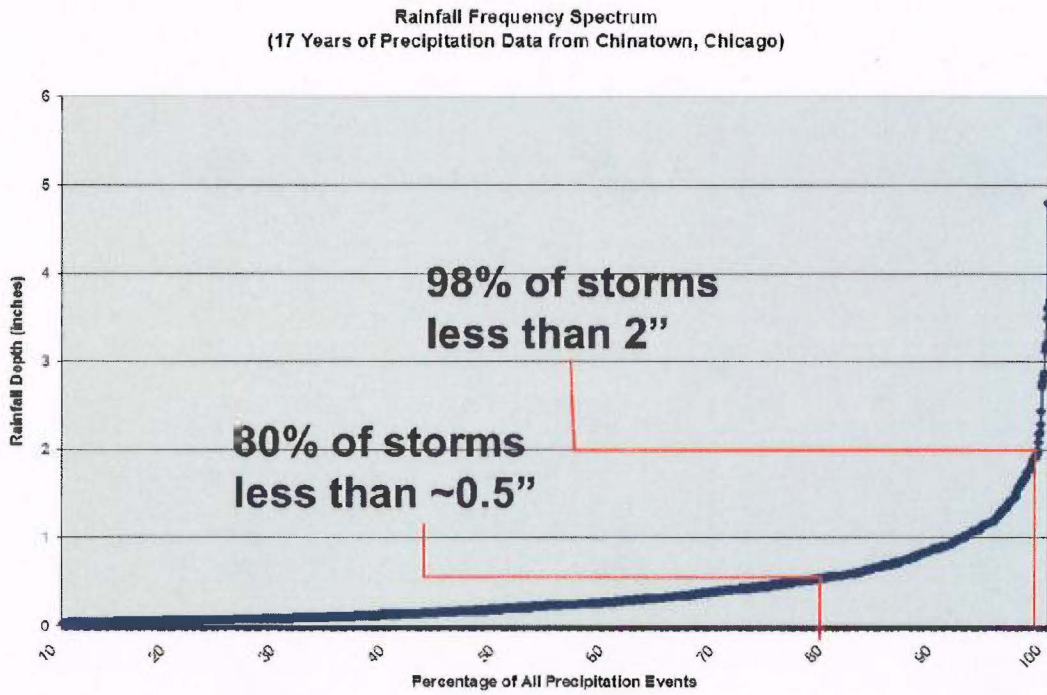 Rainfall Frequency Spectrum
(17 Years of Precipitation Data from Chinatown, Chicago)
6
5
4
3
2
1
0
Rainfall Depth (inches)
98% of storms
less than 2”
80% of storms
less than ~0.5”
10
20
30
40
50
60
70
80
90
100
Percentage of All Precipitation Events